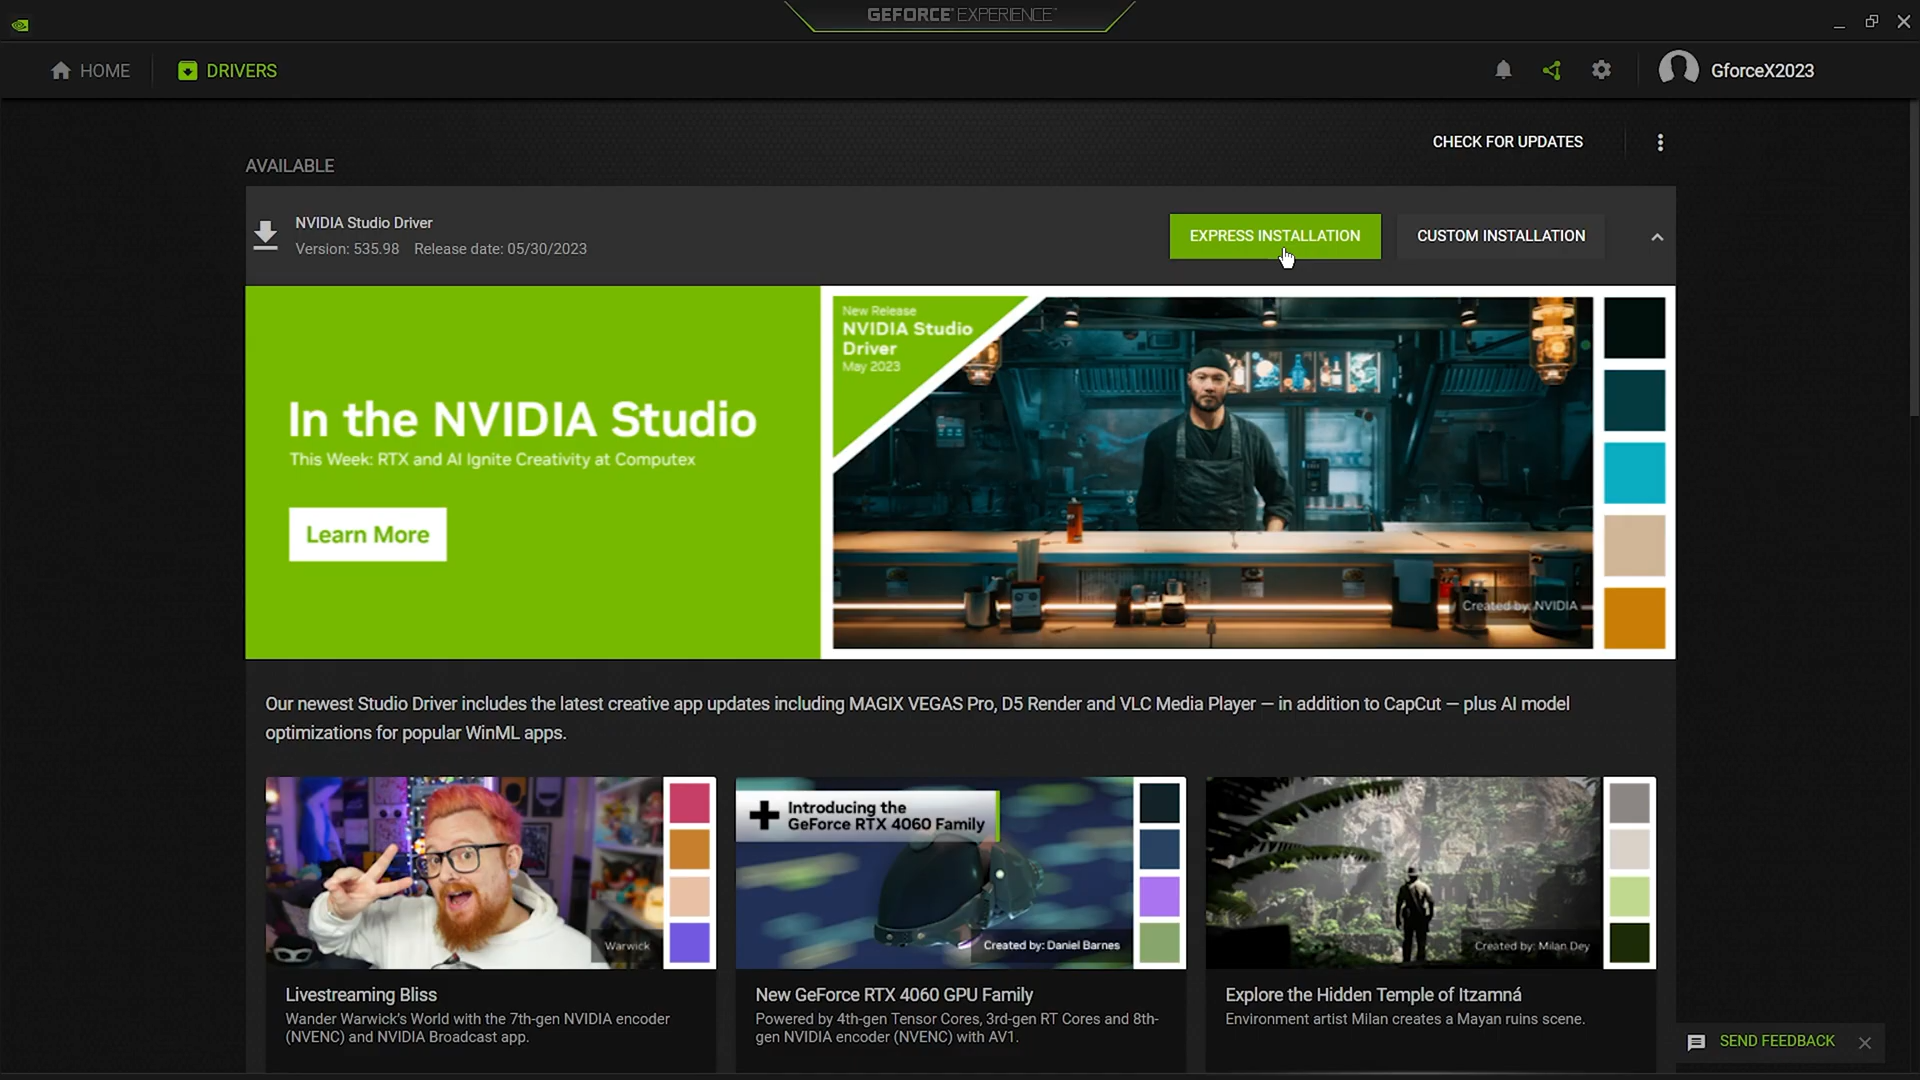 GEFORCE EXPERIENCE
HOME
DRIVERS
GforceX2023
CHECK FOR UPDATES
AVAILABLE
NVIDIA Studio Driver
Version: 535.98 Release date: 05/30/2023
EXPRESS INSTALLATION
CUSTOM INSTALLATION
In the NVIDIA Studio
This Week: RTX and AI Ignite Creativity at Computex
Learn More
New Release
NVIDIA Studio
Driver
May 2023
Created by: NVIDIA
Our newest Studio Driver includes the latest creative app updates including MAGIX VEGAS Pro, D5 Render and VLC Media Player — in addition to CapCut — plus AI model
optimizations for popular WinML apps.
Warwick
Livestreaming Bliss
Wander Warwick's World with the 7th-gen NVIDIA encoder
(NVENC) and NVIDIA Broadcast app.
Introducing the
GeForce RTX 4060 Family
Created by: Daniel Barnes
New GeForce RTX 4060 GPU Family
Powered by 4th-gen Tensor Cores, 3rd-gen RT Cores and 8th-
gen NVIDIA encoder (NVENC) with AV1.
Created by: Milan Dey
Explore the Hidden Temple of Itzamná
Environment artist Milan creates a Mayan ruins scene.
SEND FEEDBACK